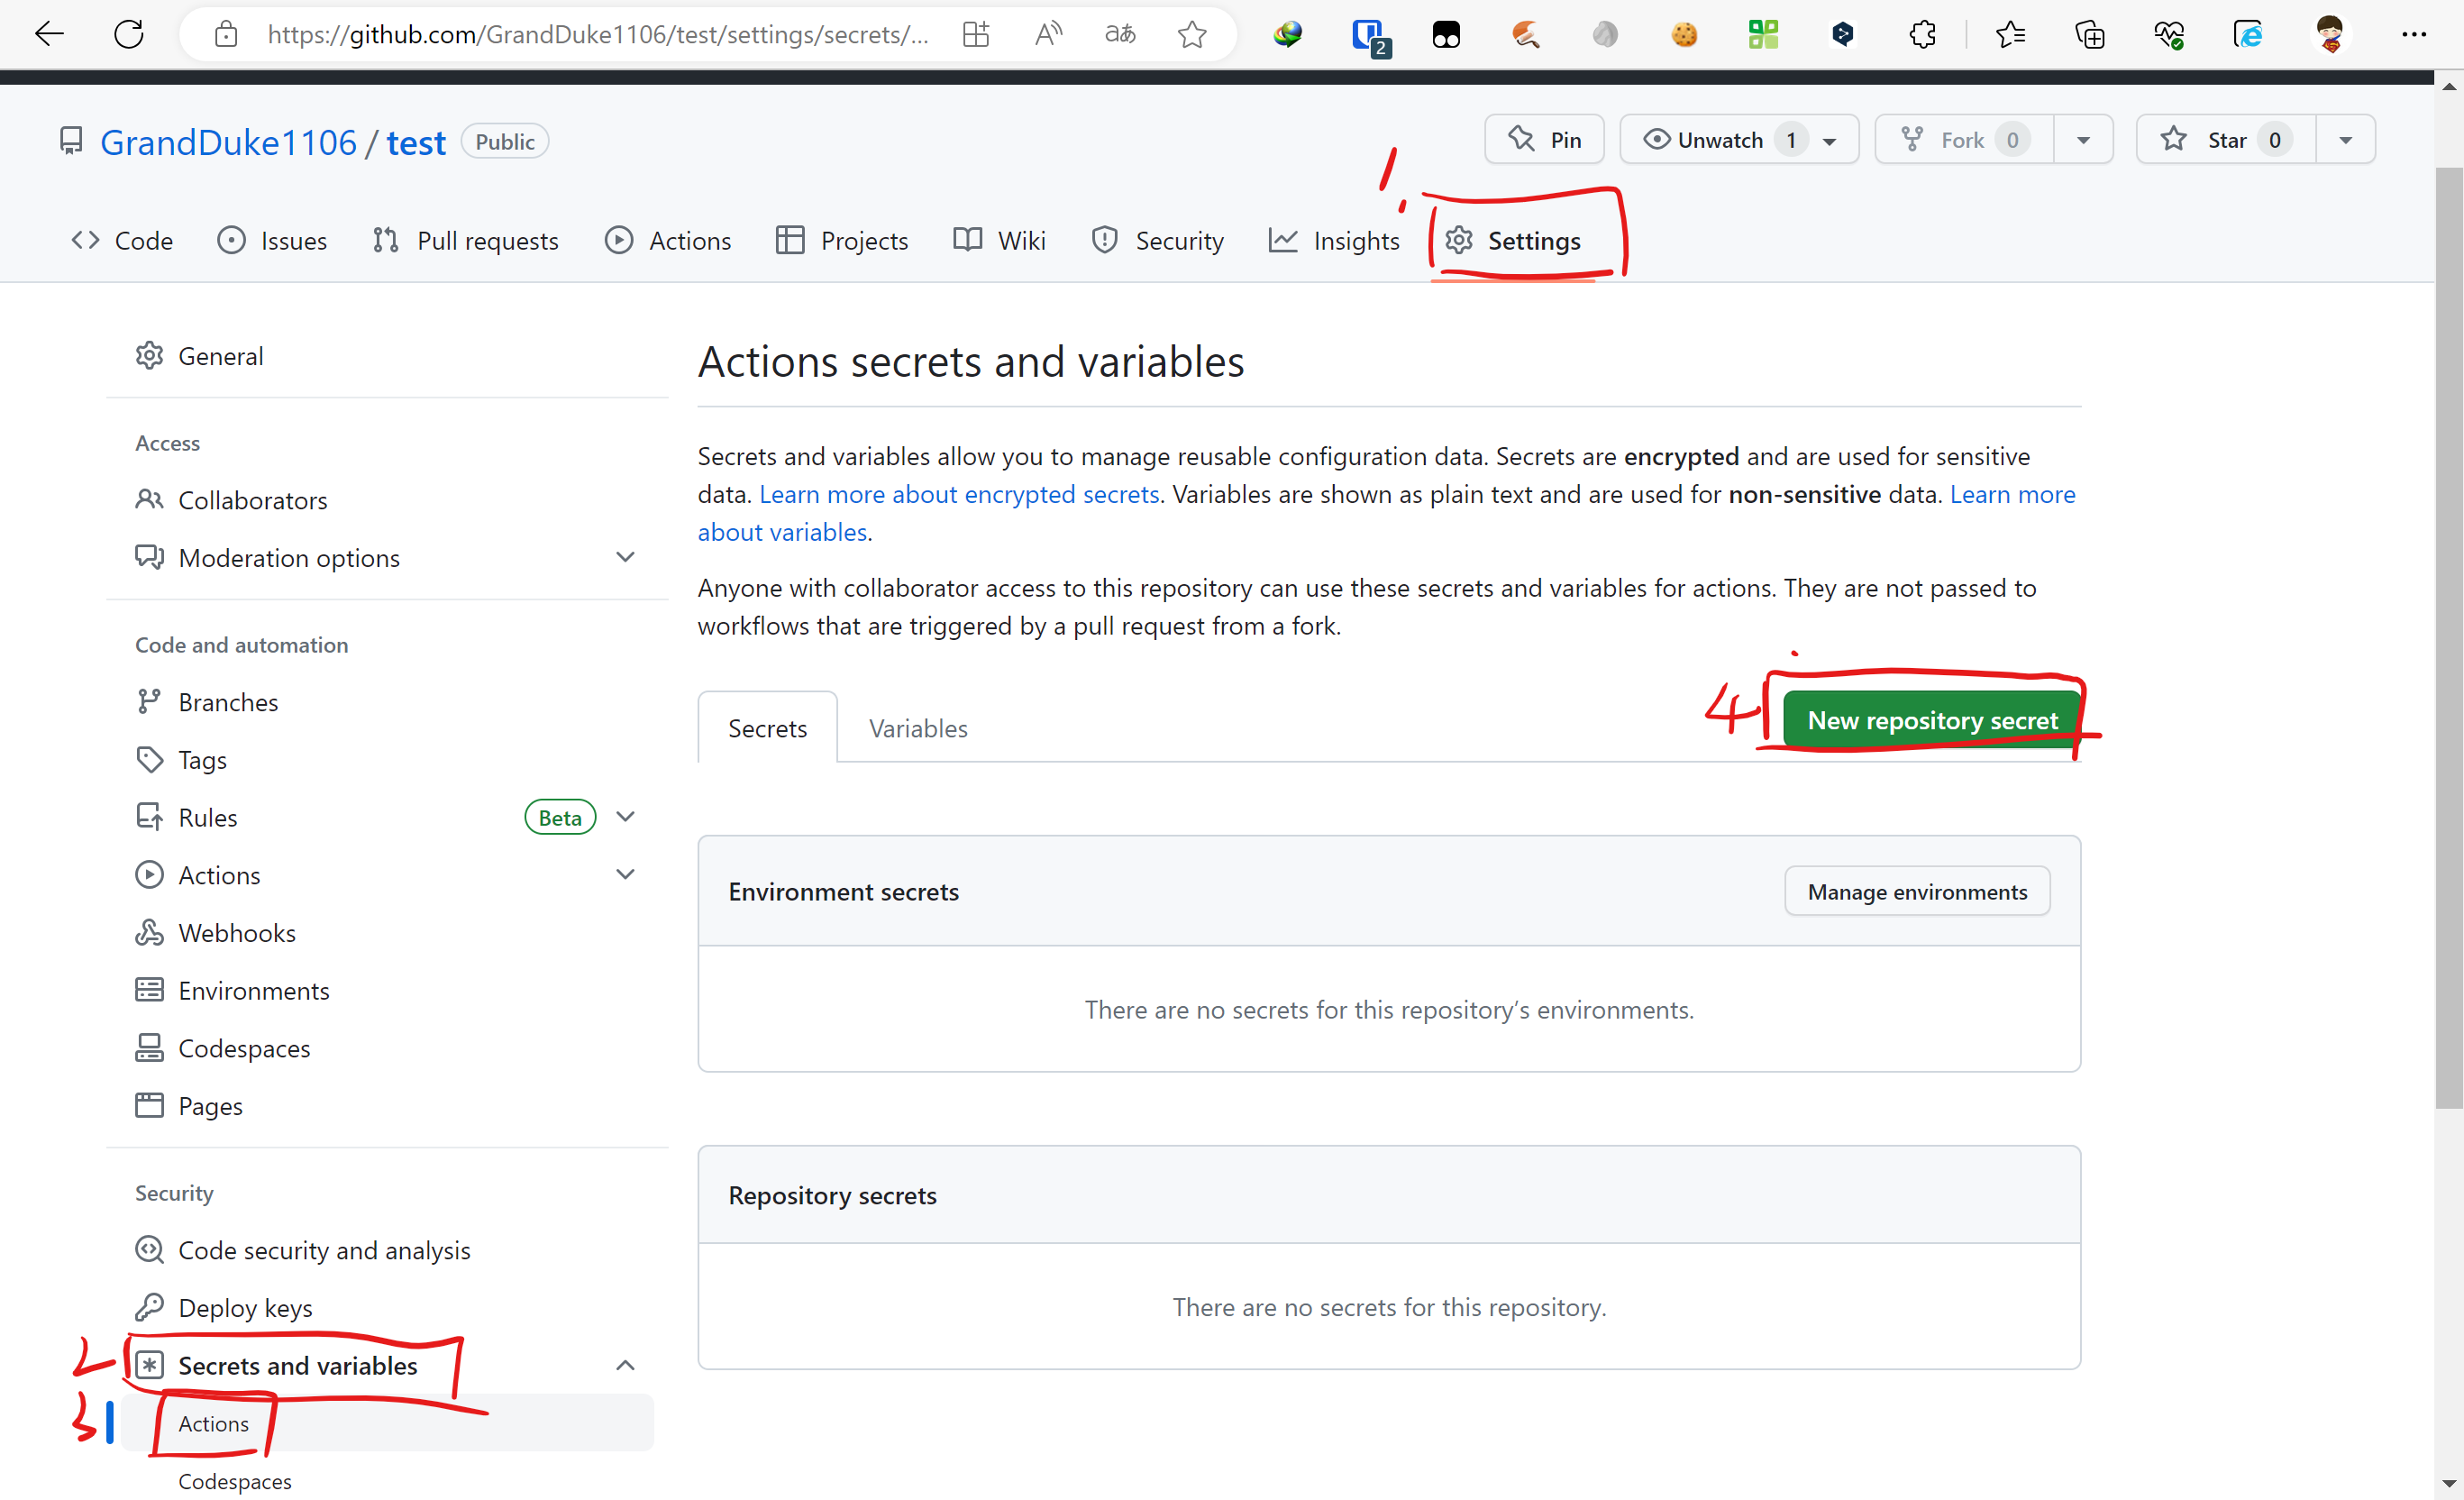 https://github.com/GrandDuke1106/test/settings/secrets/...
aあ
2
GrandDuke1106 / test Public
Pin Unwatch 1 Fork 0 Star 0
1.
Code Issues Pull requests Actions Projects Wiki Security Insights Settings
General
Access
Collaborators
Moderation options
Code and automation
Branches
Tags
Rules Beta
Actions
Webhooks
Environments
Codespaces
Pages
Security
Code security and analysis
Deploy keys
2 Secrets and variables
3 Actions
Codespaces
Actions secrets and variables
Secrets and variables allow you to manage reusable configuration data. Secrets are encrypted and are used for sensitive
data. Learn more about encrypted secrets. Variables are shown as plain text and are used for non-sensitive data. Learn more
about variables.
Anyone with collaborator access to this repository can use these secrets and variables for actions. They are not passed to
workflows that are triggered by a pull request from a fork.
Secrets Variables
4 New repository secret
Environment secrets Manage environments
There are no secrets for this repository’s environments.
Repository secrets
There are no secrets for this repository.